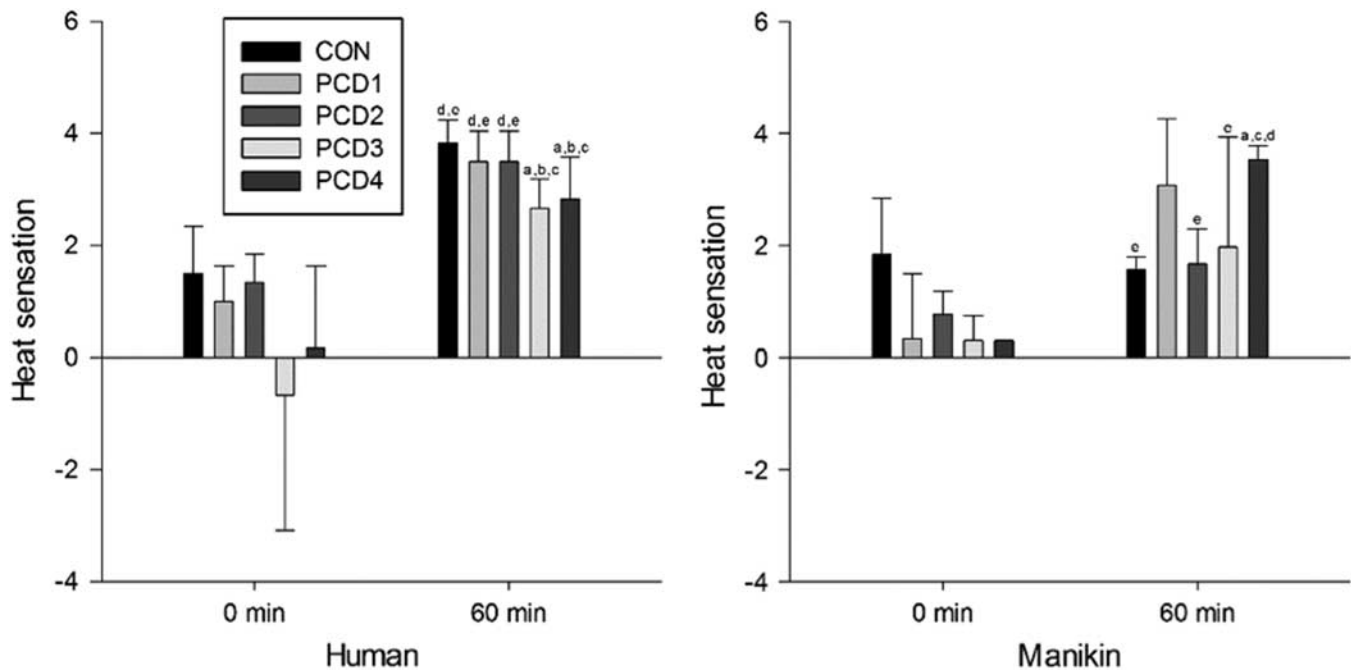 6
4
2
0
-2
-4
Heat sensation
CON
PCD1
PCD2
PCD3
PCD4
d,e
d,e
d,e
a,b,c
a,b,c
0 min
60 min
Human
6
4
2
0
-2
-4
Heat sensation
e
e
e
a,c,d
0 min
60 min
Manikin